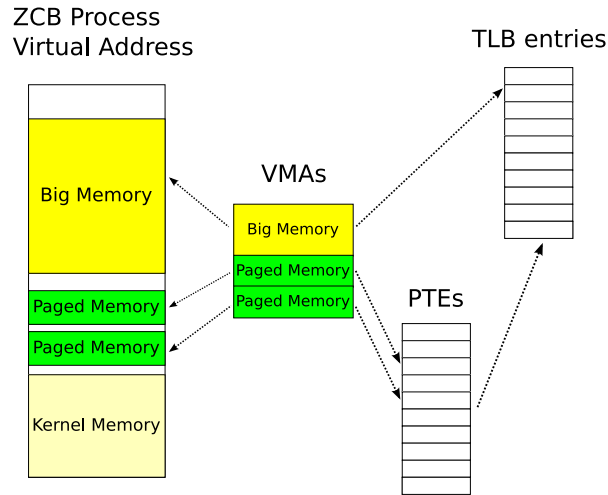 ZCB Process
Virtual Address
TLB entries
Big Memory
VMAs
Big Memory
Paged Memory
Paged Memory
PTEs
Paged Memory
Paged Memory
Kernel Memory